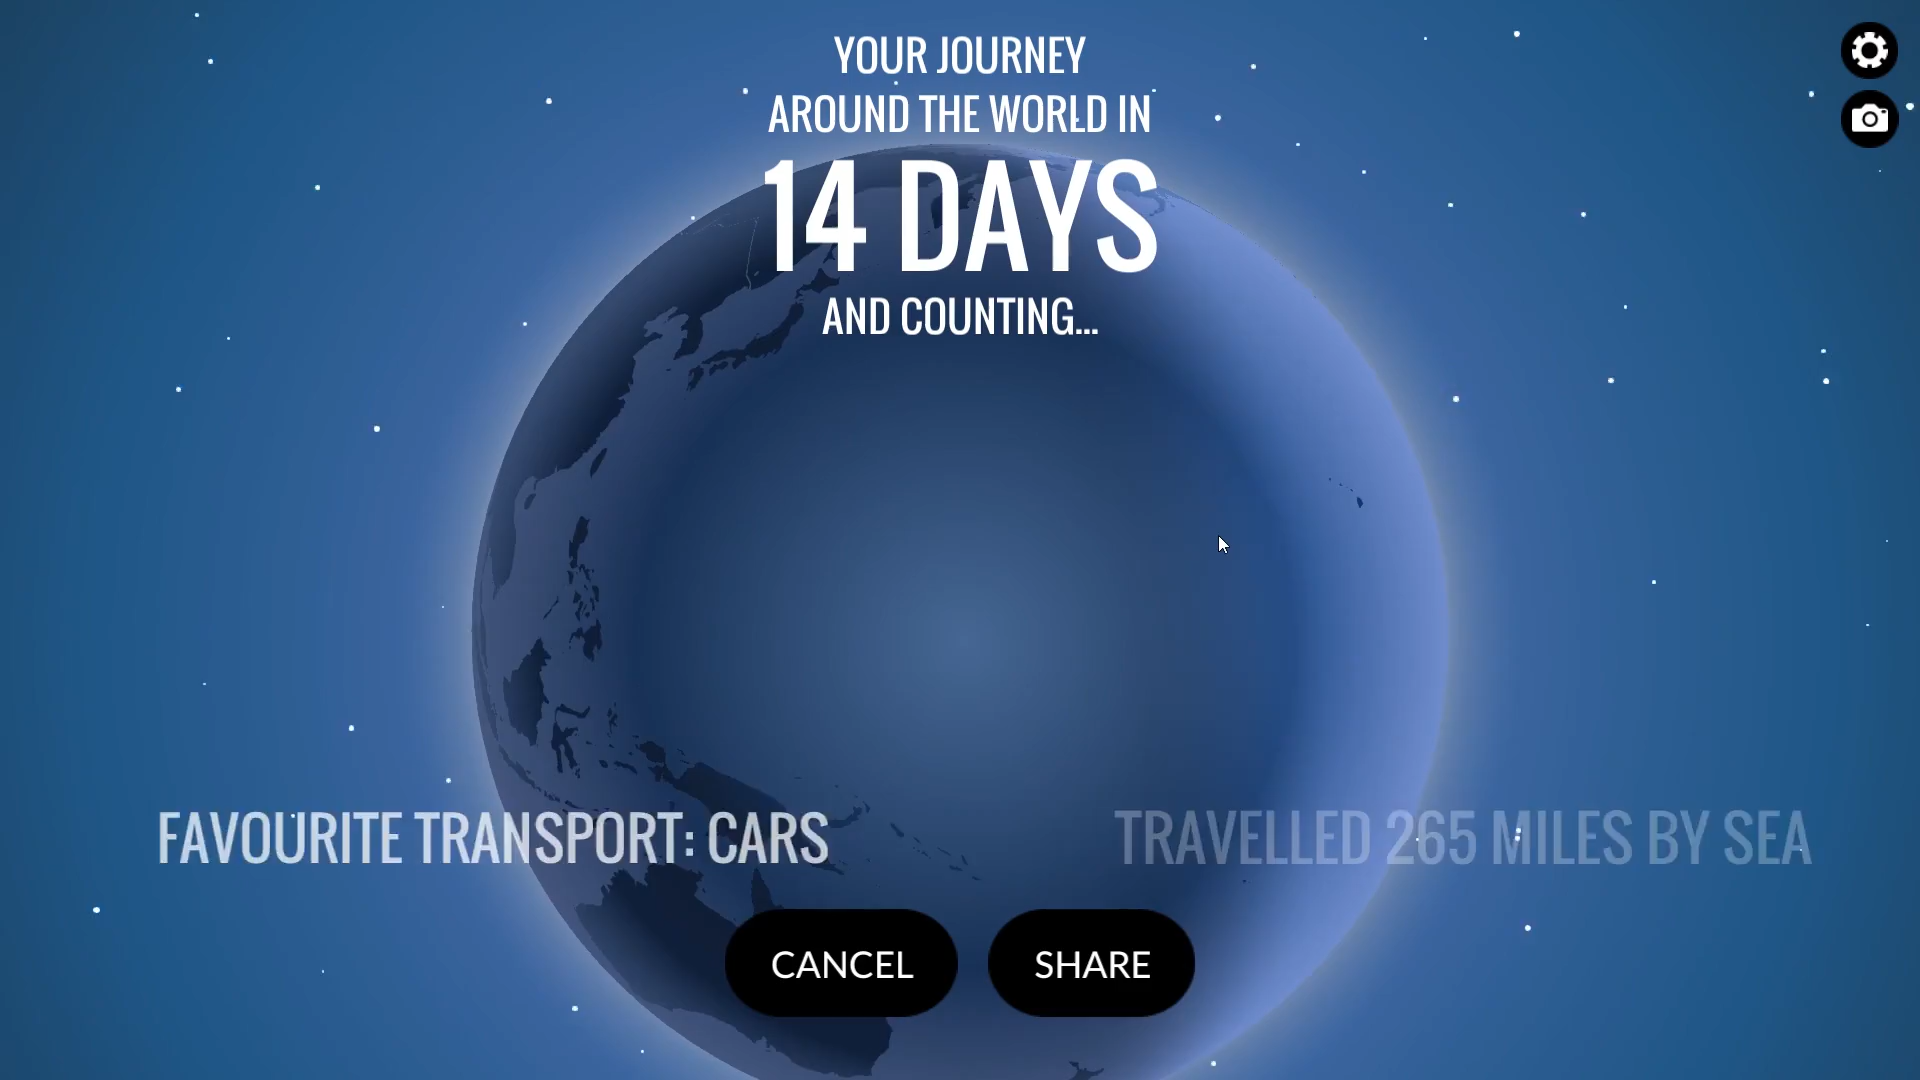 YOUR JOURNEY
AROUND THE WORLD IN
14 DAYS
AND COUNTING...
FAVOURITE TRANSPORT: CARS
TRAVELLED 265 MILES BY SEA
CANCEL
SHARE